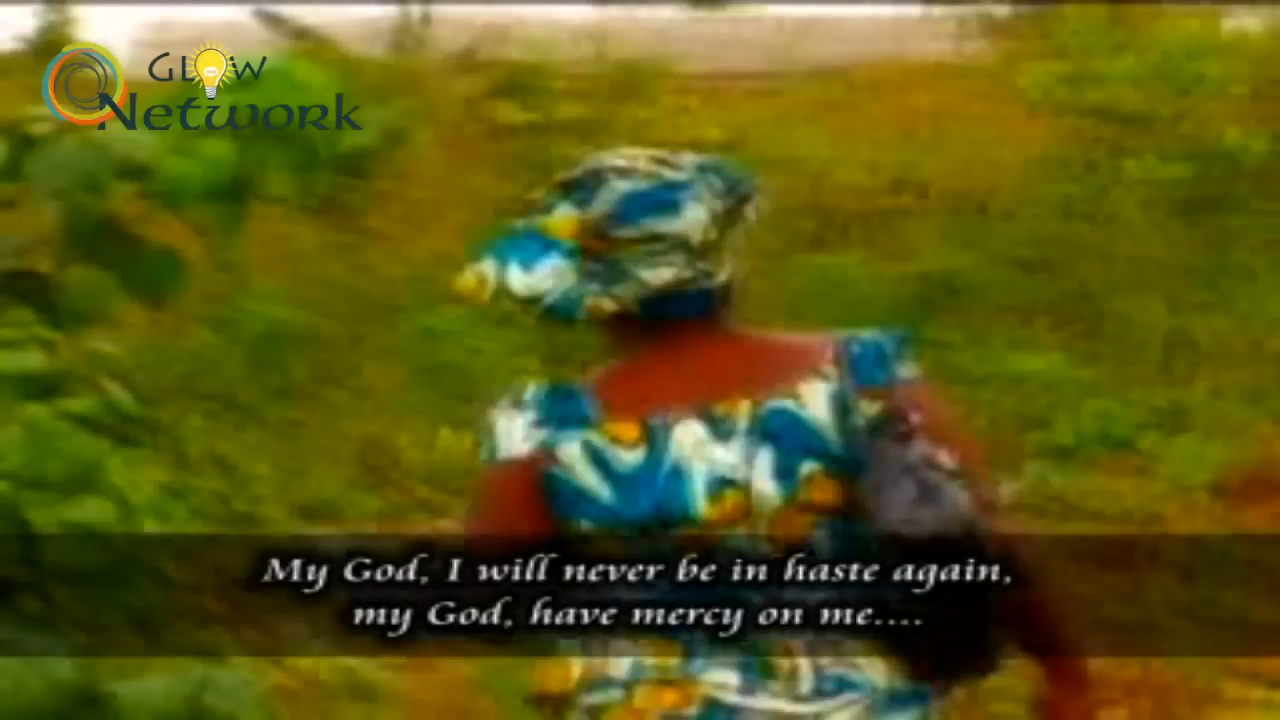 GLOW
Network
My God, I will never be in haste again,
my God, have mercy on me....